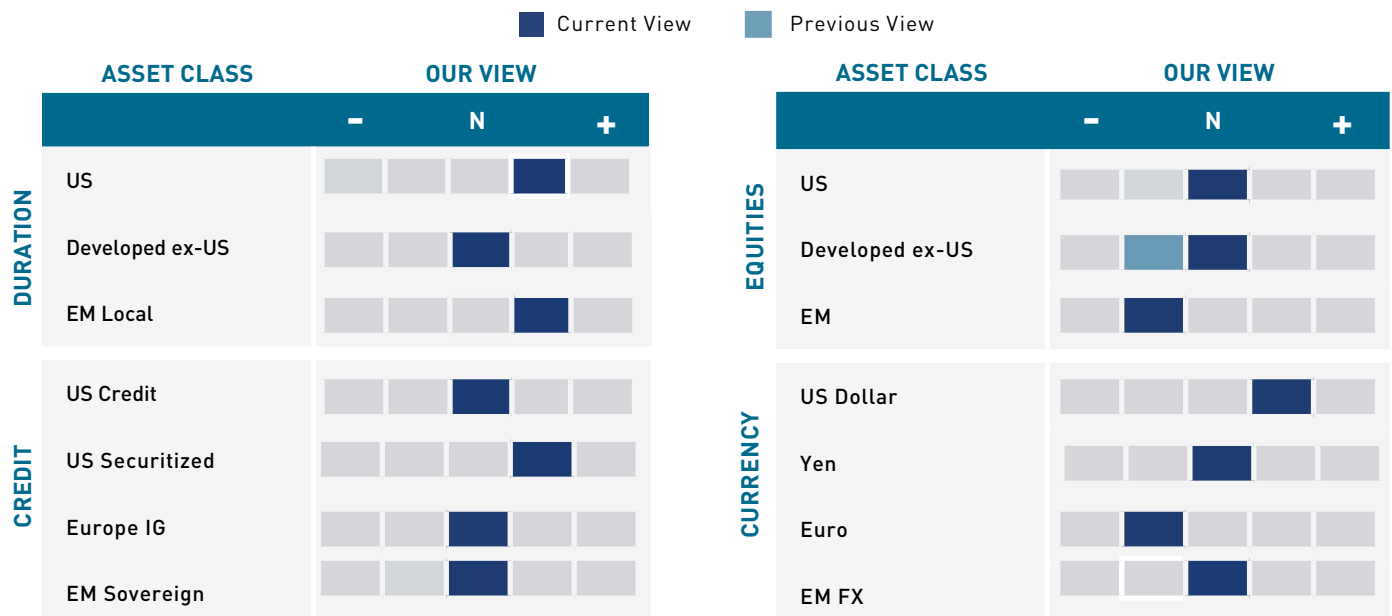 Current View Previous View
ASSET CLASS OUR VIEW
- N +
DURATION
US
Developed ex-US
EM Local
CREDIT
US Credit
US Securitized
Europe IG
EM Sovereign
ASSET CLASS OUR VIEW
- N +
EQUITIES
US
Developed ex-US
EM
CURRENCY
US Dollar
Yen
Euro
EM FX